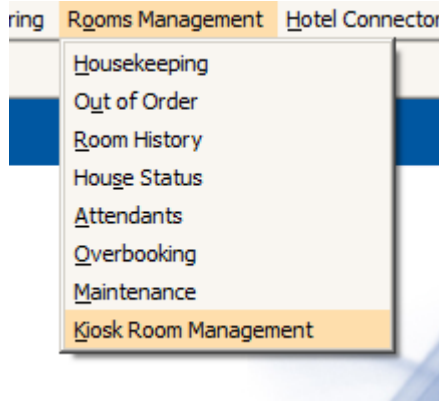 ring Rooms Management Hotel Connector
Housekeeping
Out of Order
Room History
House Status
Attendants
Overbooking
Maintenance
Kiosk Room Management